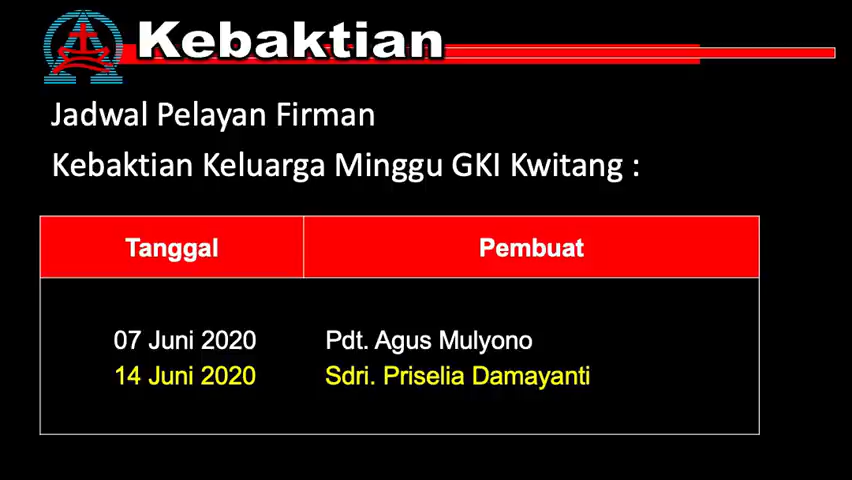 Kebaktian
Jadwal Pelayan Firman
Kebaktian Keluarga Minggu GKI Kwitang :
Tanggal Pembuat
07 Juni 2020 Pdt. Agus Mulyono
14 Juni 2020 Sdri. Priselia Damayanti